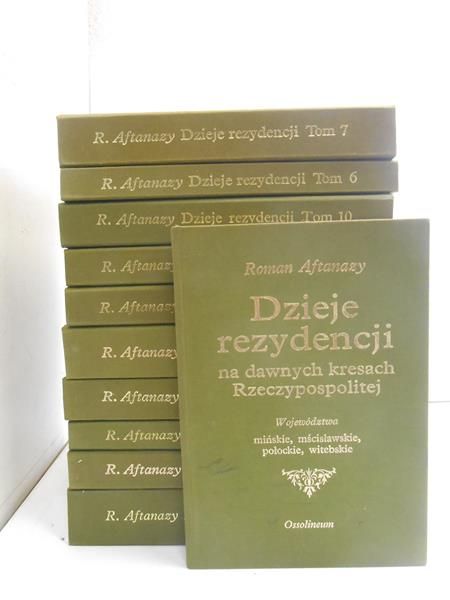 R. Aftanazy Dzieje rezydencji Tom 7
R. Aftanazy Dzieje rezydencji Tom 6
R. Aftanazy Dzieje rezydencji Tom 10
R. Aftanazy
R. Aftanazy
R. Aftanazy
R. Aftanazy
R. Aftanazy
R. Aftanazy
R. Aftanazy
Roman Aftanazy
Dzieje
rezydencji
na dawnych kresach
Rzeczypospolitej
Województwa
mińskie, mścisławskie,
połockie, witebskie
Ossolineum